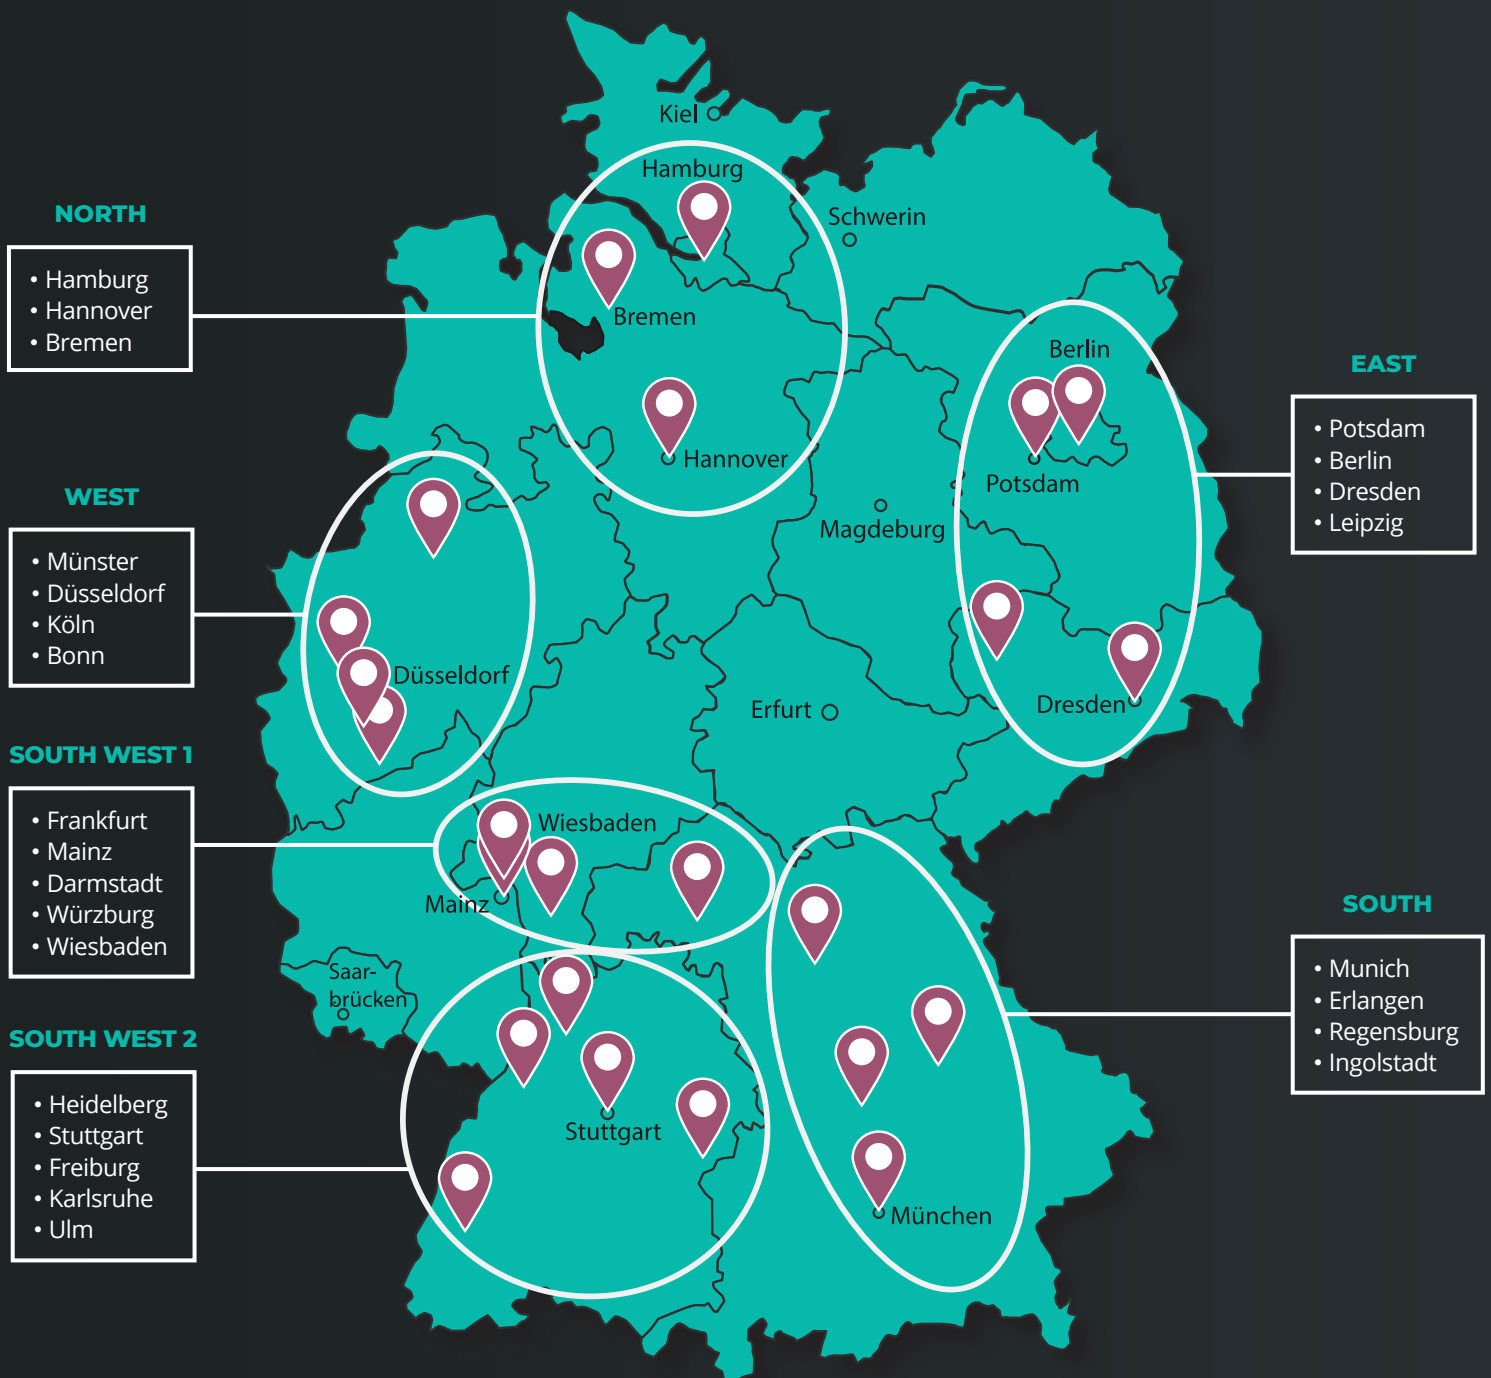 Kiel
Hamburg
Schwerin
Bremen
Hannover
Berlin
Potsdam
Magdeburg
Düsseldorf
Erfurt
Dresden
Wiesbaden
Mainz
Saar-
brücken
Stuttgart
München
NORTH
• Hamburg
• Hannover
• Bremen
WEST
• Münster
• Düsseldorf
• Köln
• Bonn
SOUTH WEST 1
• Frankfurt
• Mainz
• Darmstadt
• Würzburg
• Wiesbaden
SOUTH WEST 2
• Heidelberg
• Stuttgart
• Freiburg
• Karlsruhe
• Ulm
EAST
• Potsdam
• Berlin
• Dresden
• Leipzig
SOUTH
• Munich
• Erlangen
• Regensburg
• Ingolstadt